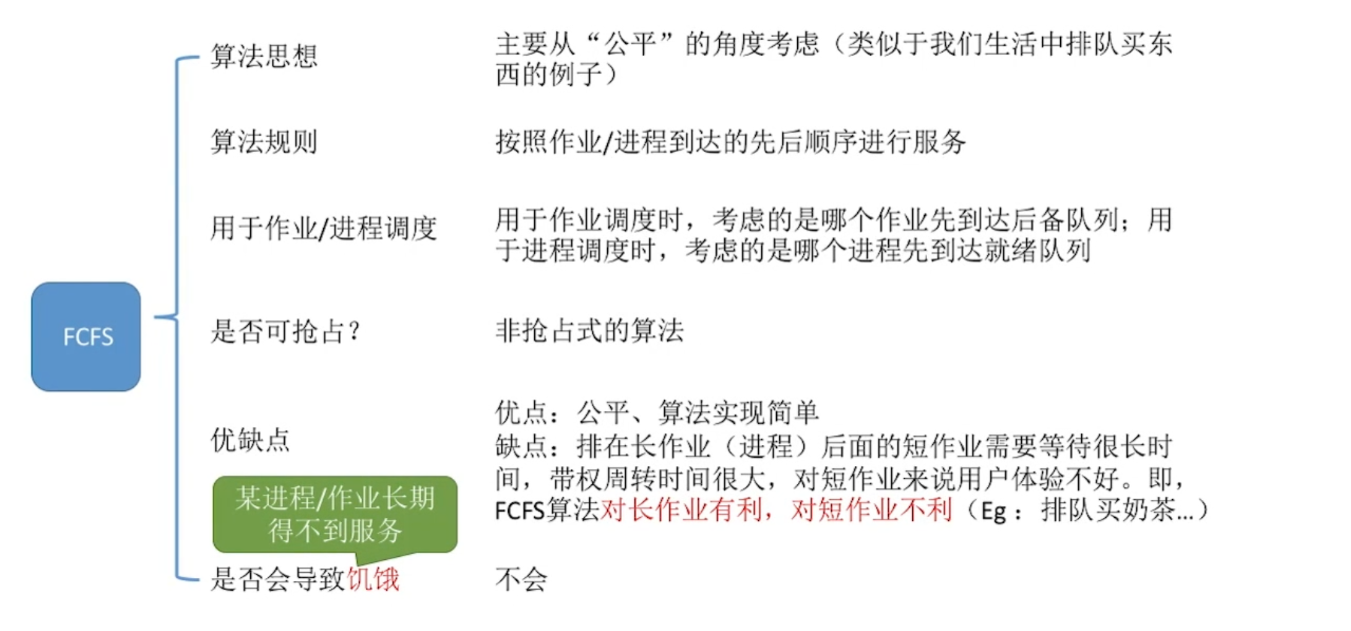 算法思想
主要从“公平”的角度考虑（类似于我们生活中排队买东
西的例子）
算法规则
按照作业/进程到达的先后顺序进行服务
用于作业/进程调度
用于作业调度时，考虑的是哪个作业先到达后备队列；用
于进程调度时，考虑的是哪个进程先到达就绪队列
FCFS
是否可抢占？
非抢占式的算法
优缺点
优点：公平、算法实现简单
缺点：排在长作业（进程）后面的短作业需要等待很长时
间，带权周转时间很大，对短作业来说用户体验不好。即，
FCFS算法对长作业有利，对短作业不利（Eg：排队买奶茶...）
某进程/作业长期
得不到服务
是否会导致饥饿
不会